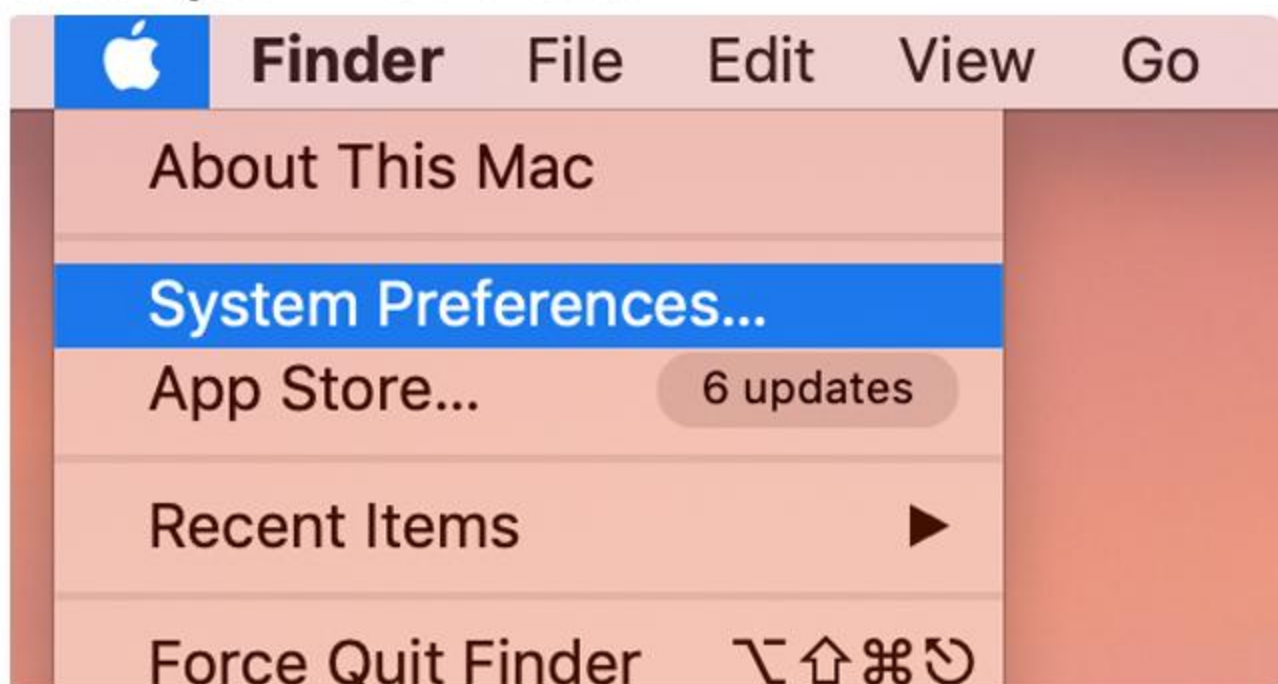 Finder File Edit View Go
About This Mac
System Preferences...
App Store... 6 updates
Recent Items ▶
Force Quit Finder ⌥⇧⌘⎋